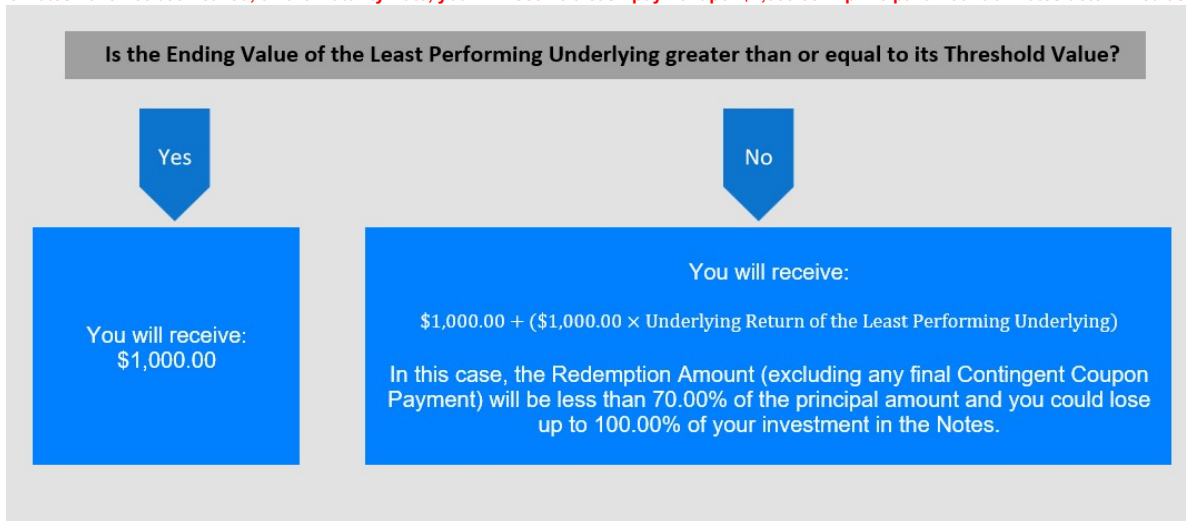 Is the Ending Value of the Least Performing Underlying greater than or equal to its Threshold Value?
Yes
No
You will receive:
$1,000.00
You will receive:
$1,000.00 + ($1,000.00 × Underlying Return of the Least Performing Underlying)
In this case, the Redemption Amount (excluding any final Contingent Coupon
Payment) will be less than 70.00% of the principal amount and you could lose
up to 100.00% of your investment in the Notes.